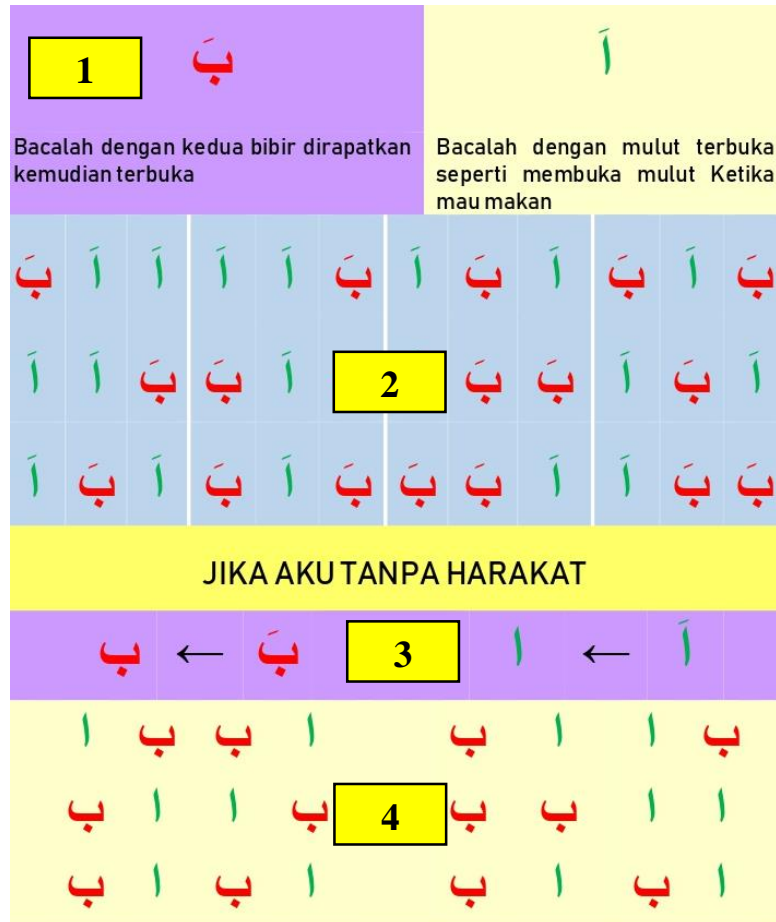 اَ
Bacalah dengan mulut terbuka
seperti membuka mulut Ketika
mau makan
بَ 1
Bacalah dengan kedua bibir dirapatkan
kemudian terbuka
بَ اَ بَ اَ بَ اَ بَ اَ اَ اَ اَ بَ
اَ بَ اَ بَ بَ 2 اَ بَ بَ اَ اَ
بَ بَ اَ اَ بَ بَ بَ اَ بَ اَ بَ اَ
JIKA AKU TANPA HARAKAT
اَ ← ا 3 بَ ← ب
ب ا ا ب ا ب ب ا
ا ا ب ب 4 ب ا ا ب
ا ب ا ب ا ب ا ب